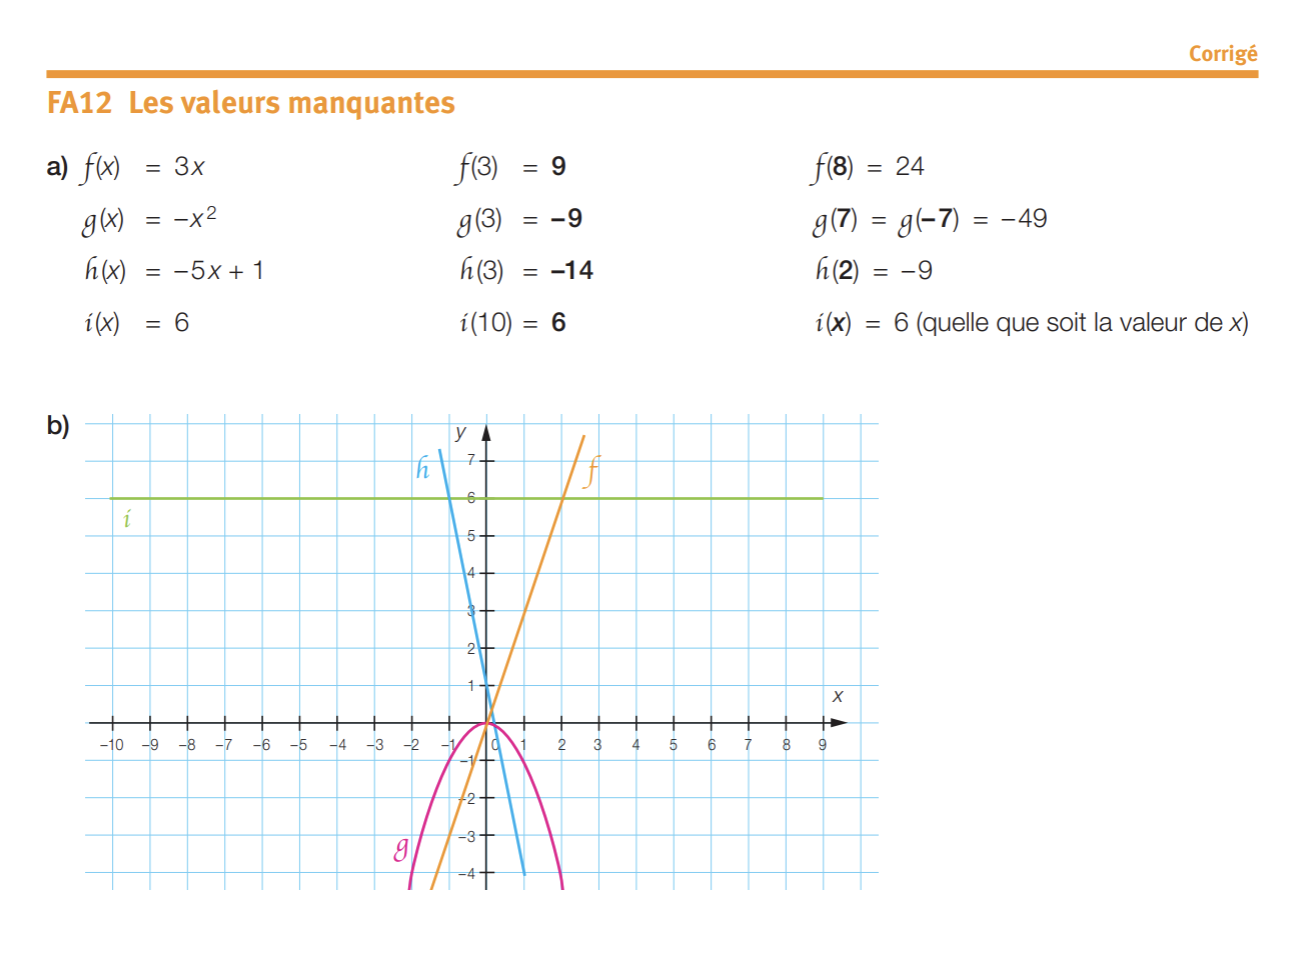 Corrigé
FA12 Les valeurs manquantes
a) f(x) = 3x f(3) = 9 f(8) = 24
g(x) = −x² g(3) = −9 g(7) = g(−7) = −49
h(x) = −5x + 1 h(3) = −14 h(2) = −9
i(x) = 6 i(10) = 6 i(x) = 6 (quelle que soit la valeur de x)
b)
y
h
7
f
6
i
5
4
3
2
1
x
−10 −9 −8 −7 −6 −5 −4 −3 −2 −1 0 1 2 3 4 5 6 7 8 9
−1
−2
−3
g
−4